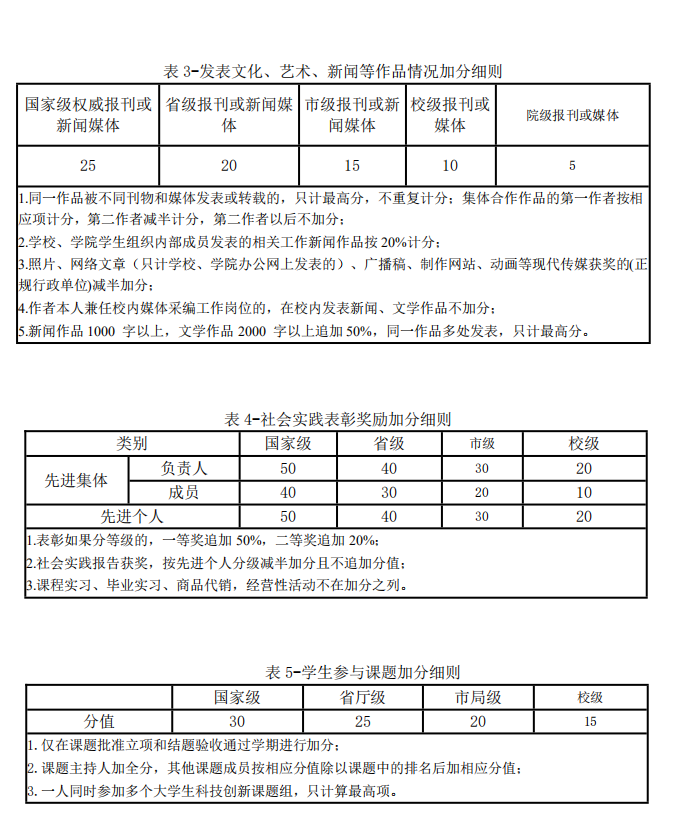 表 3-发表文化、艺术、新闻等作品情况加分细则
国家级权威报刊或新闻媒体 省级报刊或新闻媒体 市级报刊或新闻媒体 校级报刊或媒体 院级报刊或媒体
25 20 15 10 5
1.同一作品被不同刊物和媒体发表或转载的，只计最高分，不重复计分；集体合作作品的第一作者按相
应项计分，第二作者减半计分，第二作者以后不加分；
2.学校、学院学生组织内部成员发表的相关工作新闻作品按 20%计分；
3.照片、网络文章（只计学校、学院办公网上发表的）、广播稿、制作网站、动画等现代传媒获奖的(正
规行政单位)减半加分；
4.作者本人兼任校内媒体采编工作岗位的，在校内发表新闻、文学作品不加分；
5.新闻作品1000 字以上，文学作品 2000 字以上追加 50%，同一作品多处发表，只计最高分。
表 4-社会实践表彰奖励加分细则
类别 国家级 省级 市级 校级
先进集体 负责人 50 40 30 20
成员 40 30 20 10
先进个人 50 40 30 20
1.表彰如果分等级的，一等奖追加 50%，二等奖追加 20%；
2.社会实践报告获奖，按先进个人分级减半加分且不追加分值；
3.课程实习、毕业实习、商品代销，经营性活动不在加分之列。
表 5-学生参与课题加分细则
国家级 省厅级 市局级 校级
分值 30 25 20 15
1. 仅在课题批准立项和结题验收通过学期进行加分；
2. 课题主持人加全分，其他课题成员按相应分值除以课题中的排名后加相应分值；
3. 一人同时参加多个大学生科技创新课题组，只计算最高项。